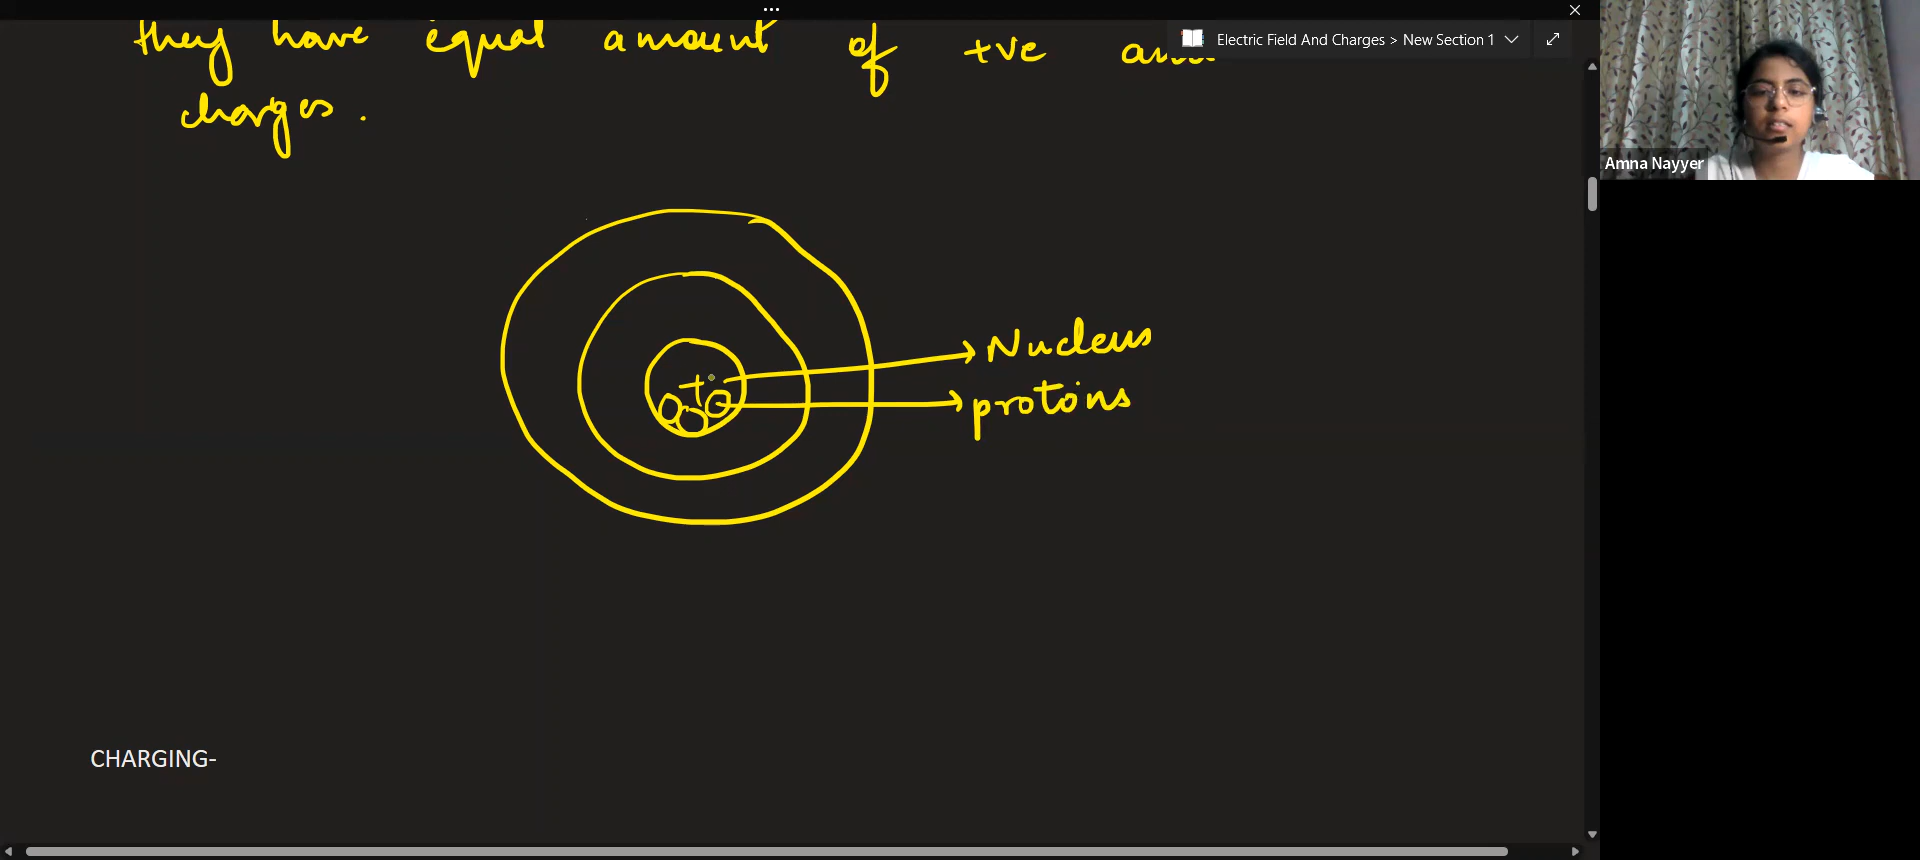 they have equal amount of +ve
charges.
Electric Field And Charges > New Section 1
Amna Nayyer
+
Nucleus
protons
CHARGING-